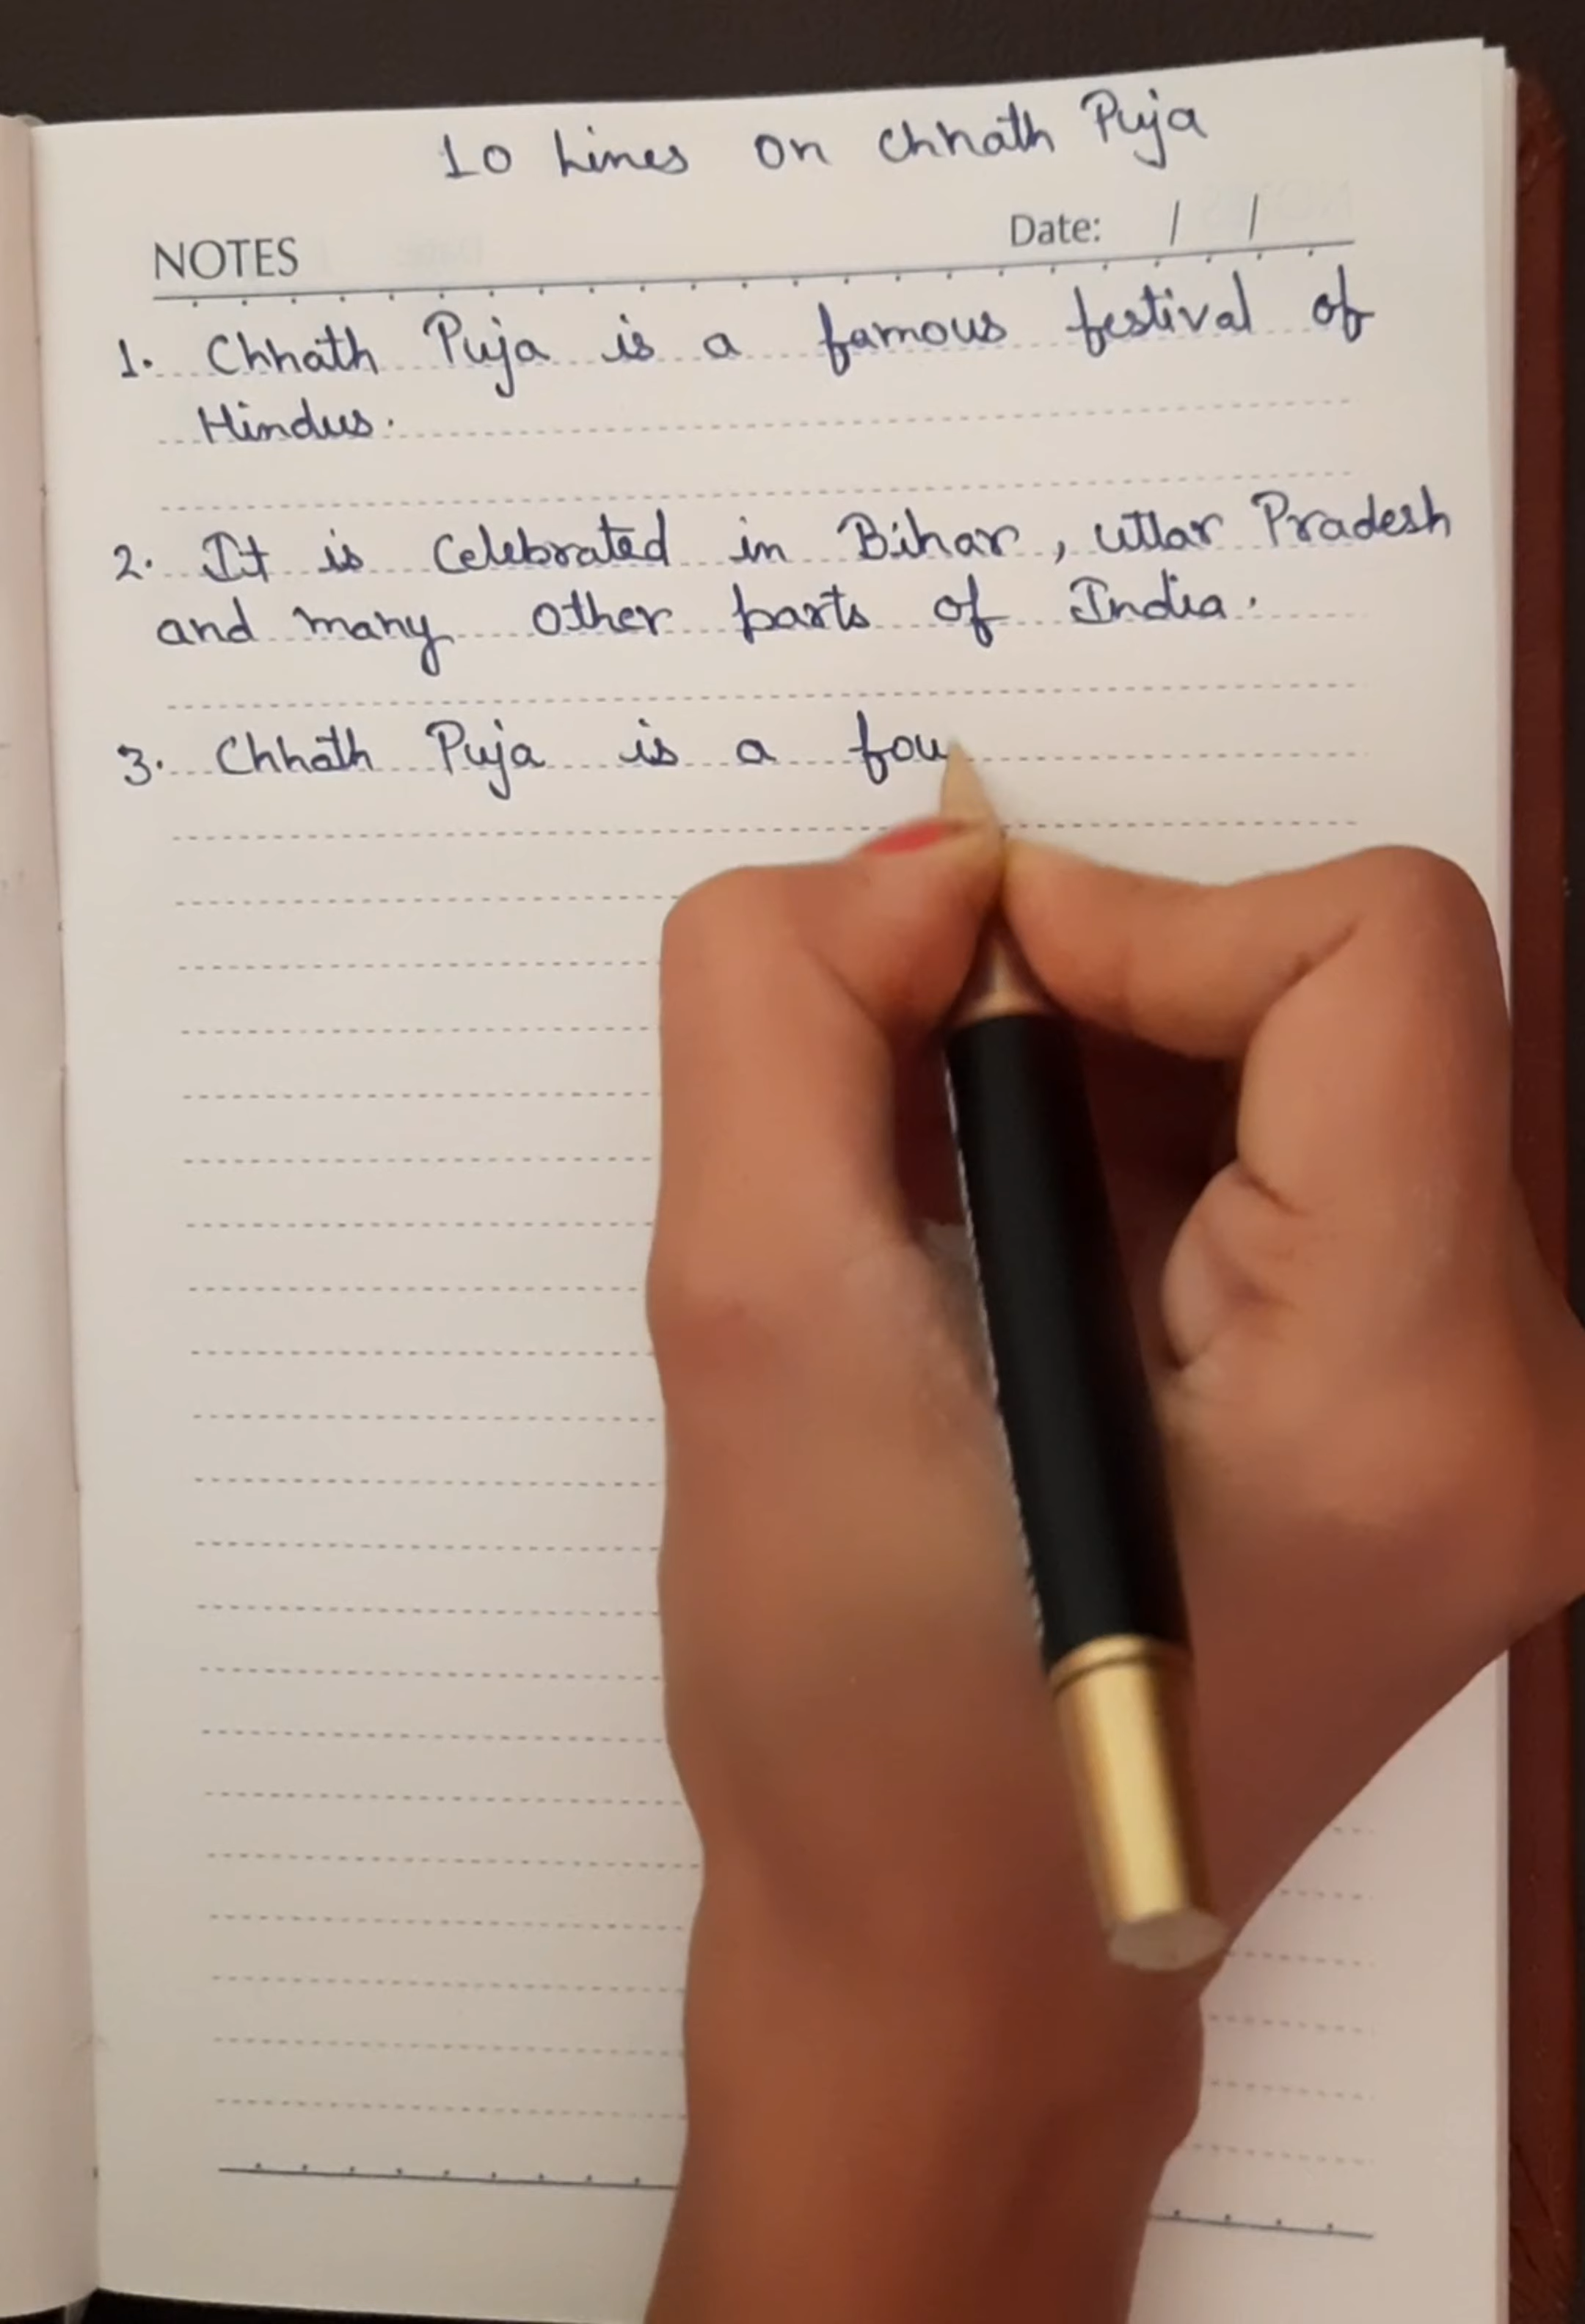 10 Lines on Chhath Puja
NOTES Date: / /
1. Chhath Puja is a famous festival of
Hindus.
2. It is Celebrated in Bihar, Uttar Pradesh
and many other parts of India.
3. Chhath Puja is a fou